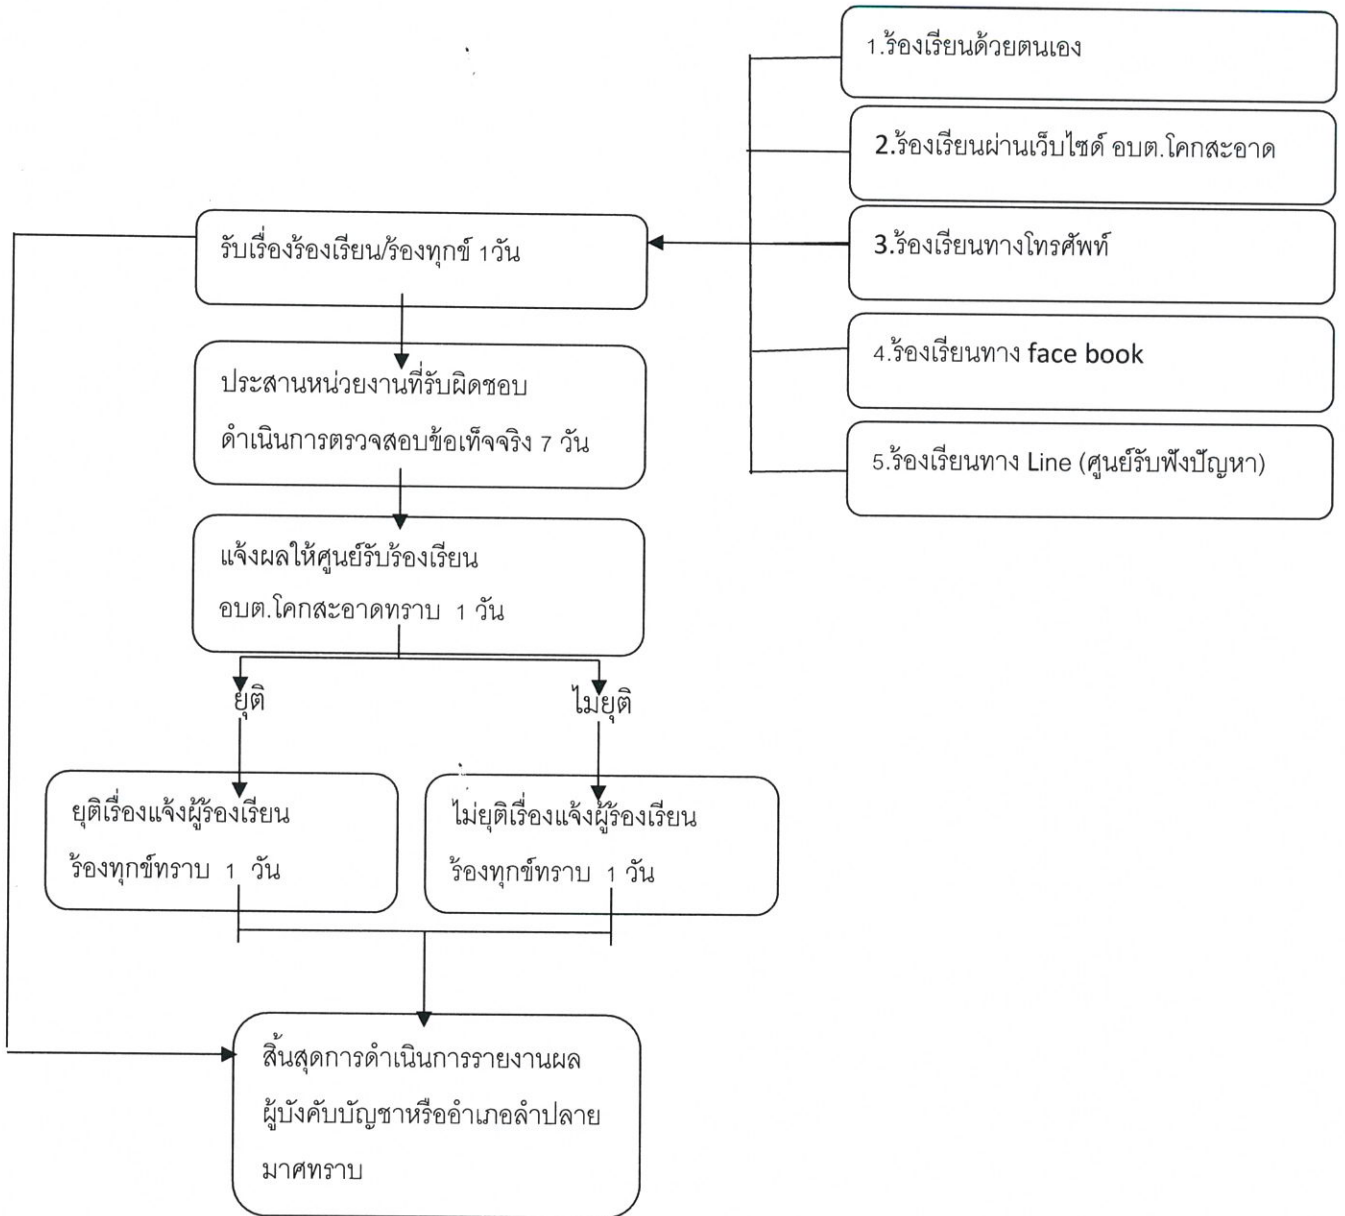 1.ร้องเรียนด้วยตนเอง
2.ร้องเรียนผ่านเว็บไซด์ อบต.โคกสะอาด
3.ร้องเรียนทางโทรศัพท์
4.ร้องเรียนทาง face book
5.ร้องเรียนทาง Line (ศูนย์รับฟังปัญหา)
รับเรื่องร้องเรียน/ร้องทุกข์ 1วัน
ประสานหน่วยงานที่รับผิดชอบ
ดำเนินการตรวจสอบข้อเท็จจริง 7 วัน
แจ้งผลให้ศูนย์รับร้องเรียน
อบต.โคกสะอาดทราบ 1 วัน
ยุติ
ไม่ยุติ
ยุติเรื่องแจ้งผู้ร้องเรียน
ร้องทุกข์ทราบ 1 วัน
ไม่ยุติเรื่องแจ้งผู้ร้องเรียน
ร้องทุกข์ทราบ 1 วัน
สิ้นสุดการดำเนินการรายงานผล
ผู้บังคับบัญชาหรืออำเภอลำปลาย
มาศทราบ